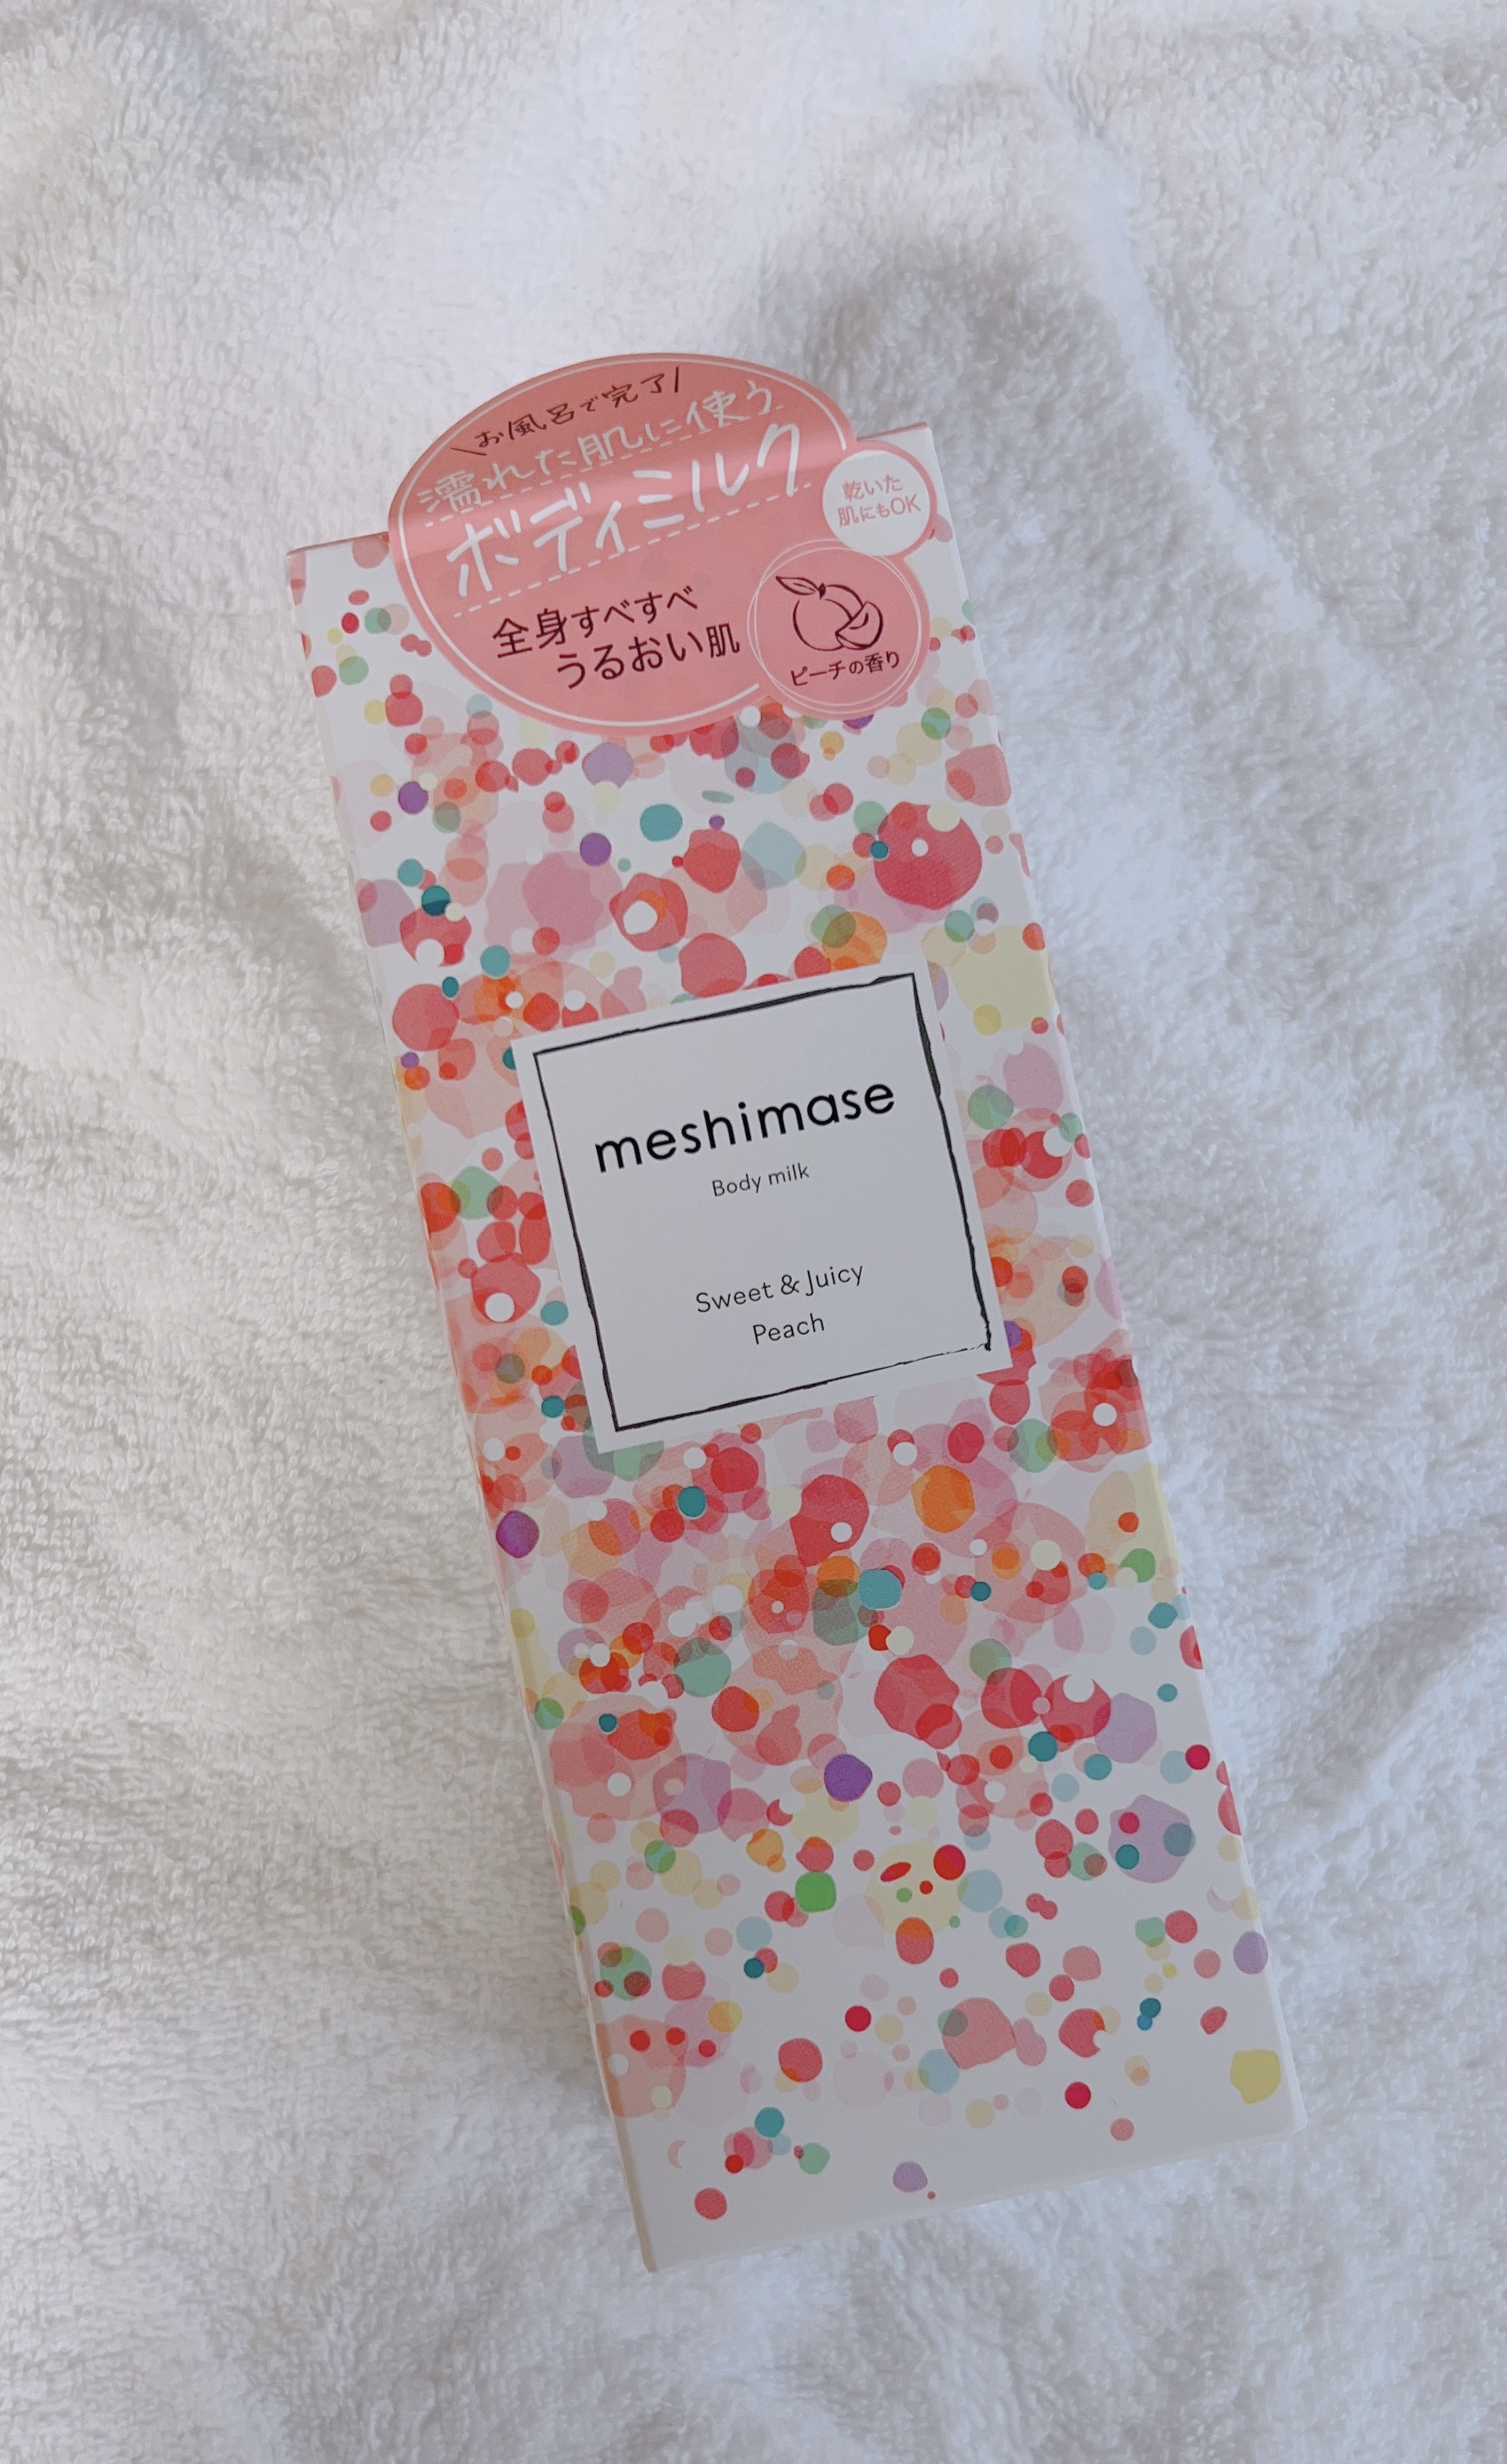 \お風呂で完了/
濡れた肌に使う
ボディミルク
乾いた
肌にもOK
全身すべすべ
うるおい肌
ピーチの香り
meshimase
Body milk
Sweet & Juicy
Peach